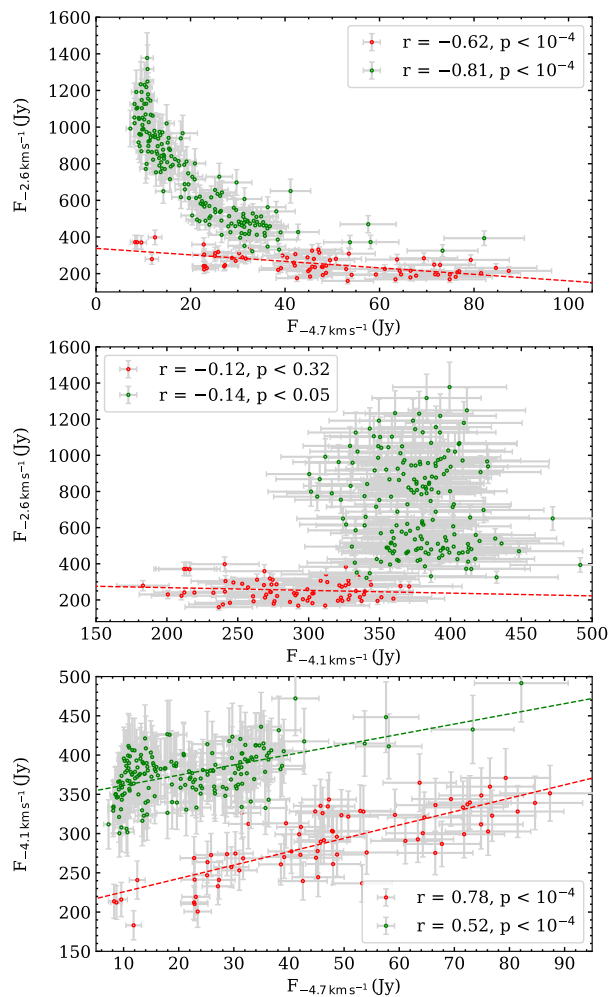 1600
1400
1200
1000
800
600
400
200
F−2.6 km s−1 (Jy)
r = −0.62, p < 10−4
r = −0.81, p < 10−4
0 20 40 60 80 100
F−4.7 km s−1 (Jy)
1600
1400
1200
1000
800
600
400
200
F−2.6 km s−1 (Jy)
r = −0.12, p < 0.32
r = −0.14, p < 0.05
150 200 250 300 350 400 450 500
F−4.1 km s−1 (Jy)
500
450
400
350
300
250
200
150
F−4.1 km s−1 (Jy)
r = 0.78, p < 10−4
r = 0.52, p < 10−4
10 20 30 40 50 60 70 80 90
F−4.7 km s−1 (Jy)